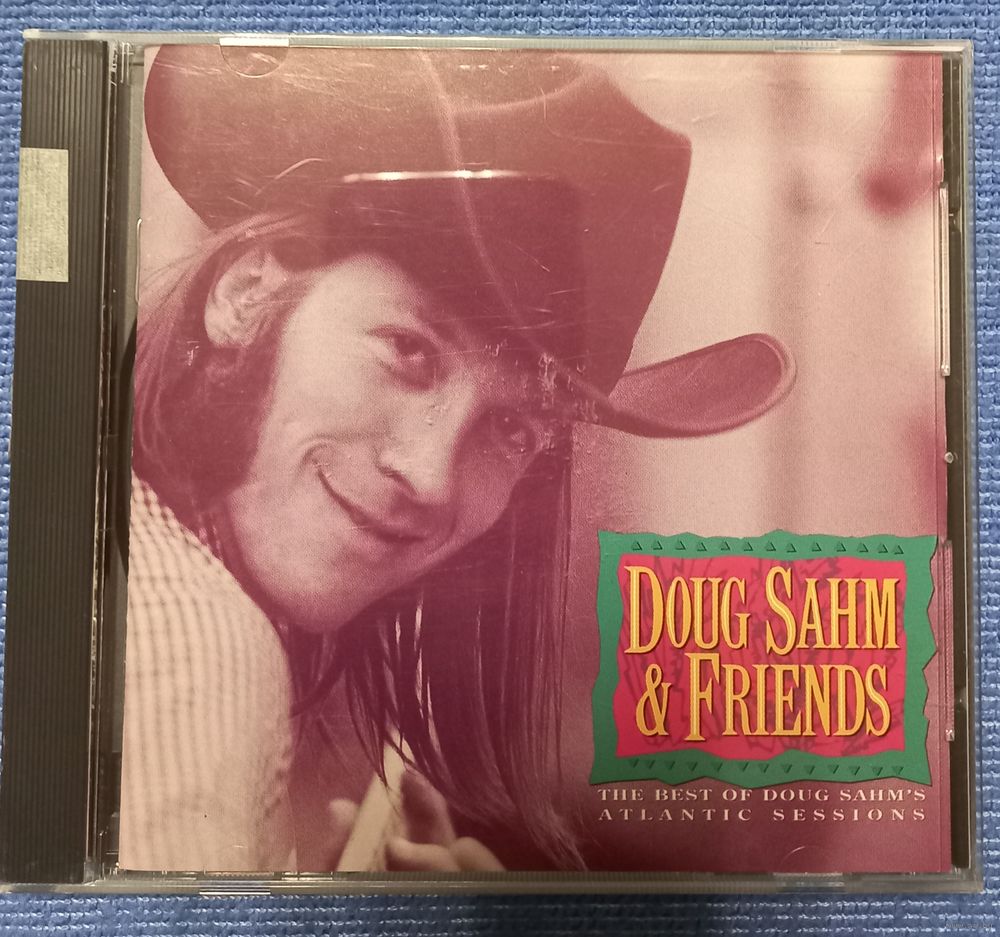 DOUG SAHM
& FRIENDS
THE BEST OF DOUG SAHM'S
ATLANTIC SESSIONS